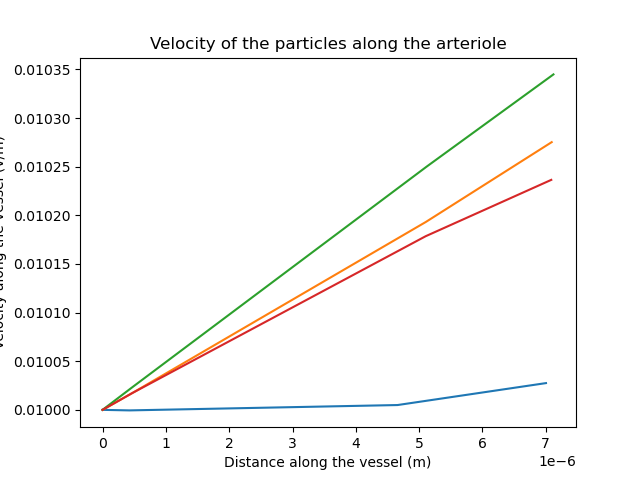 Velocity of the particles along the arteriole
0.01035
0.01030
0.01025
0.01020
0.01015
0.01010
0.01005
0.01000
along the vessel
0 1 2 3 4 5 6 7
1e−6
Distance along the vessel (m)